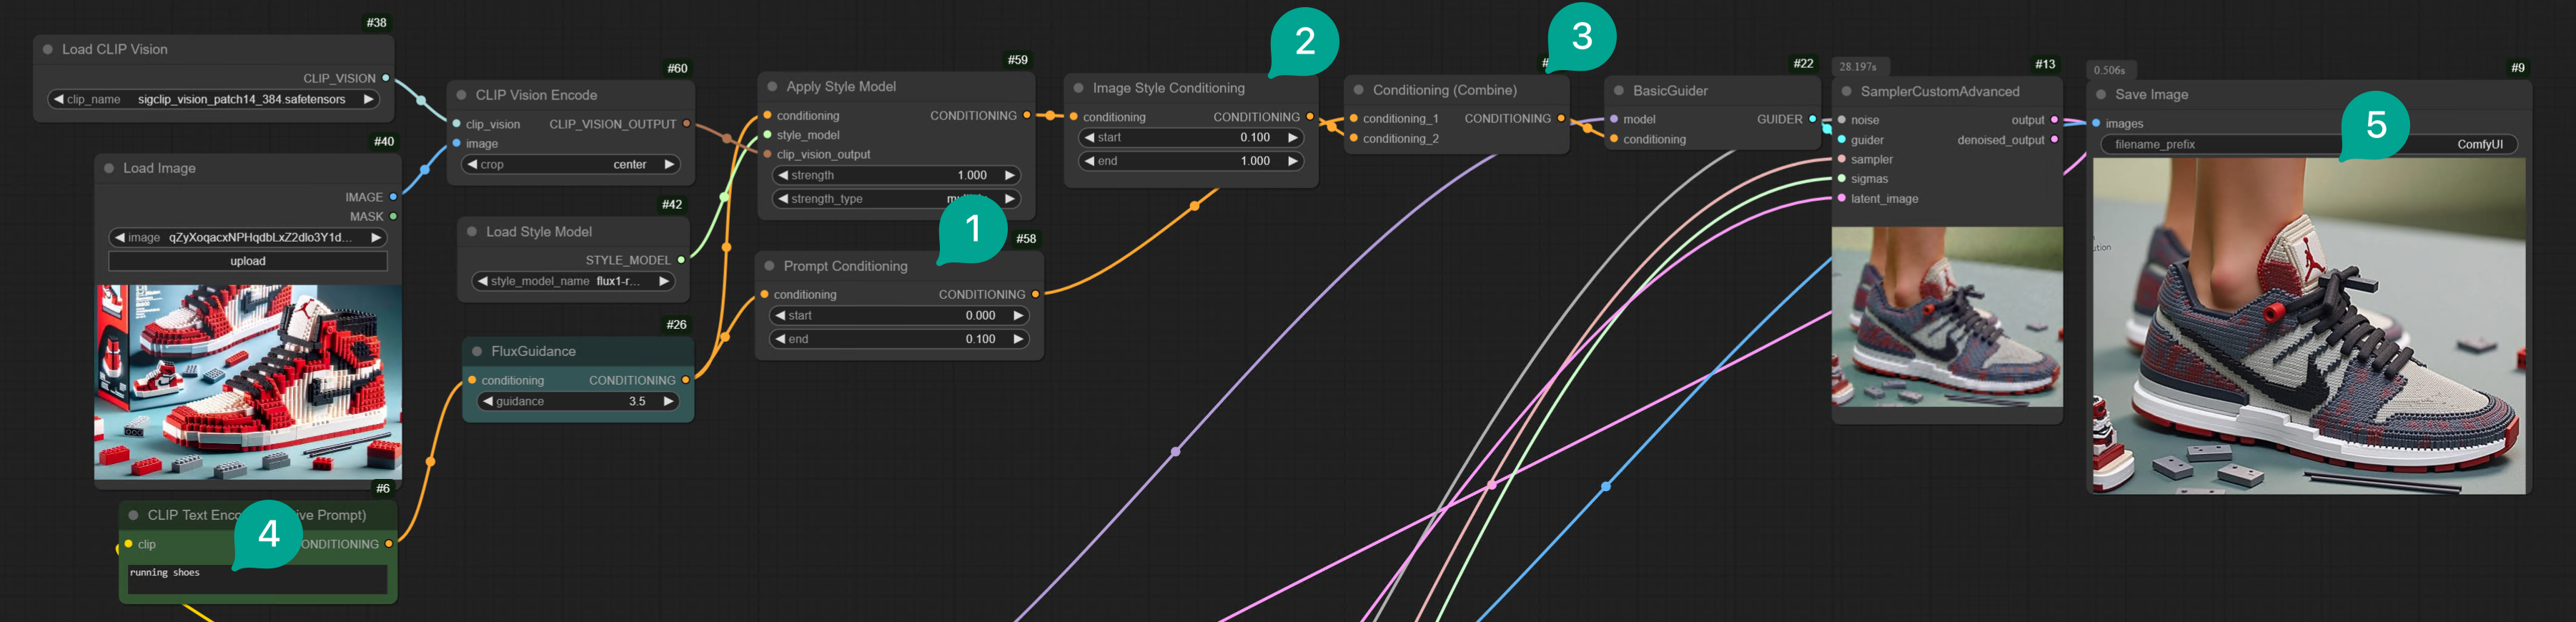 #38
Load CLIP Vision
CLIP_VISION
clip_name sigclip_vision_patch14_384.safetensors
#40
Load Image
IMAGE
MASK
image qZyXoqacxNPHqdbLxZ2dlo3Y1d...
upload
#6
CLIP Text Enco ive Prompt)
4
clip ONDITIONING
running shoes
#60
CLIP Vision Encode
clip_vision CLIP_VISION_OUTPUT
image
crop center
#42
Load Style Model
STYLE_MODEL
style_model_name flux1-r...
#26
FluxGuidance
conditioning CONDITIONING
guidance 3.5
#59
Apply Style Model
conditioning CONDITIONING
style_model
clip_vision_output
strength 1.000
strength_type
1
#58
Prompt Conditioning
conditioning CONDITIONING
start 0.000
end 0.100
2
Image Style Conditioning
conditioning CONDITIONING
start 0.100
end 1.000
3
#
Conditioning (Combine)
conditioning_1 CONDITIONING
conditioning_2
#22
BasicGuider
model GUIDER
conditioning
28.197s #13
SamplerCustomAdvanced
noise output
guider denoised_output
sampler
sigmas
latent_image
0.506s #9
Save Image
5
images
filename_prefix ComfyUI